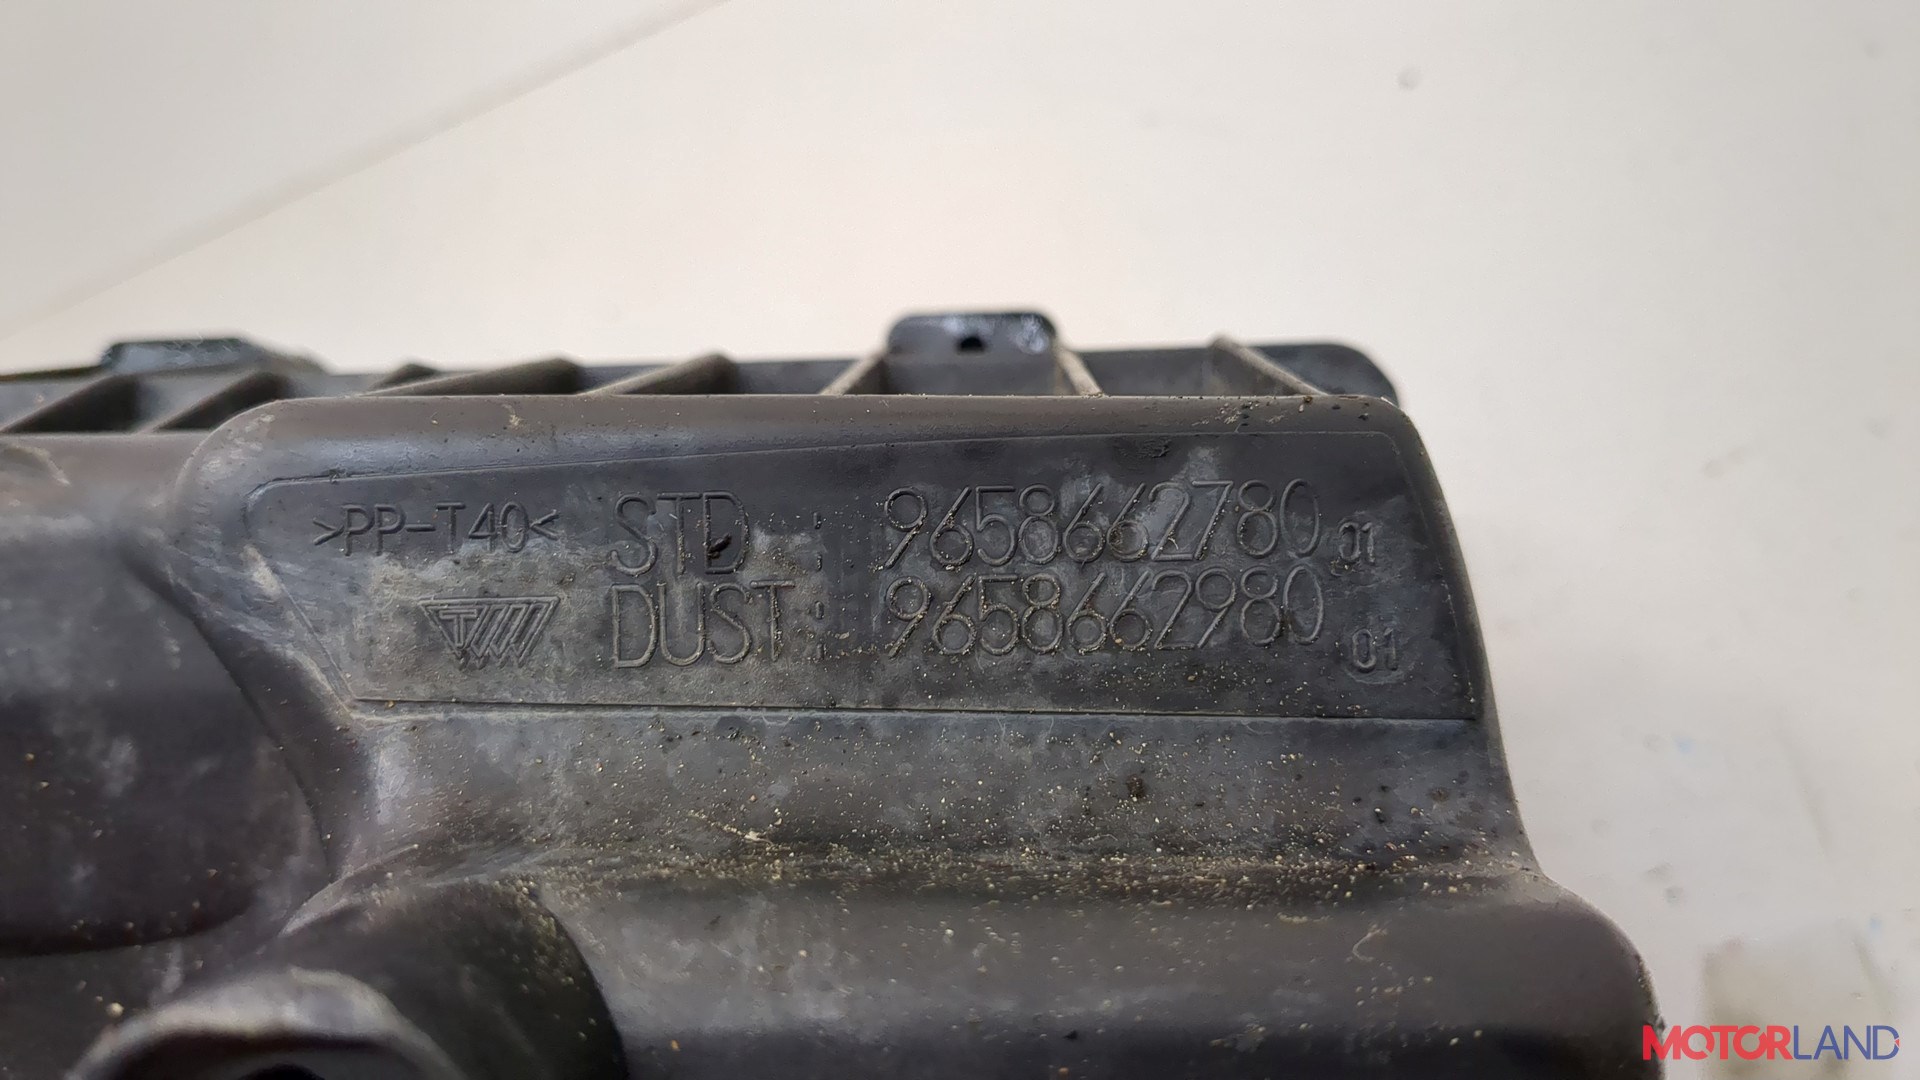 >PP-T40< STD : 9658662780 01
DUST: 9658662980 01
MOTORLAND